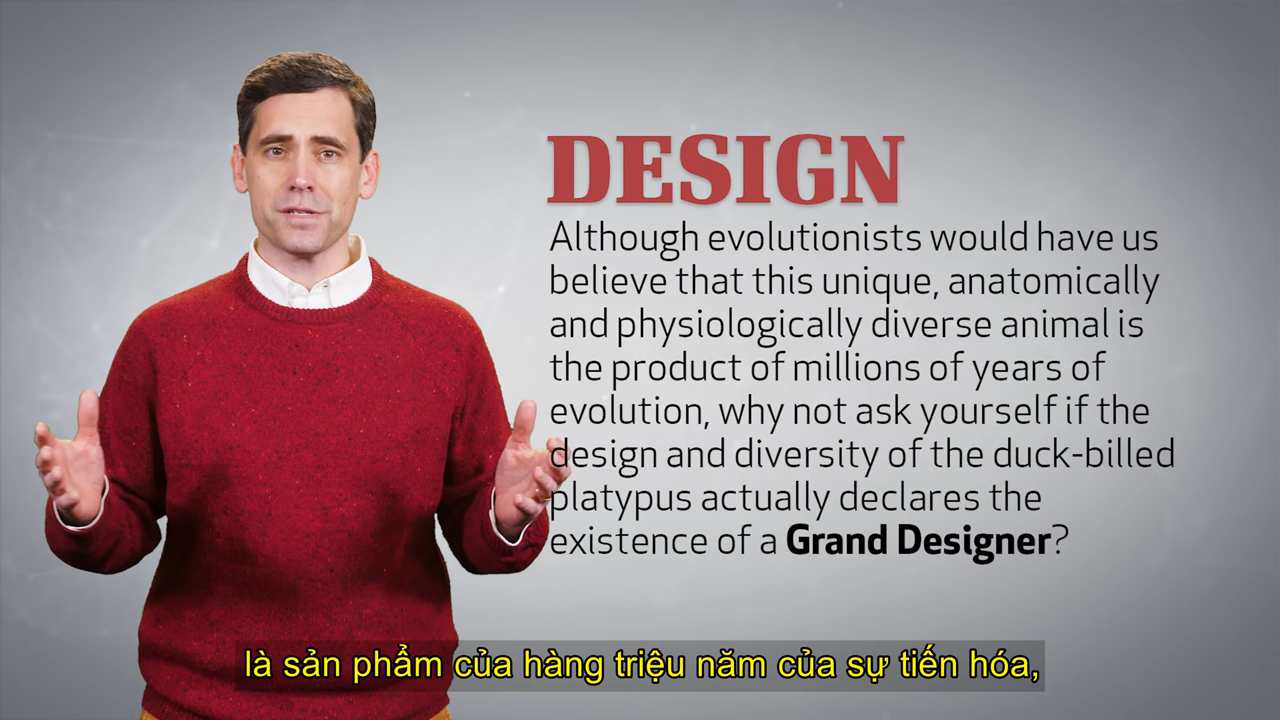 DESIGN
Although evolutionists would have us
believe that this unique, anatomically
and physiologically diverse animal is
the product of millions of years of
evolution, why not ask yourself if the
design and diversity of the duck-billed
platypus actually declares the
existence of a Grand Designer?
là sản phẩm của hàng triệu năm của sự tiến hóa,